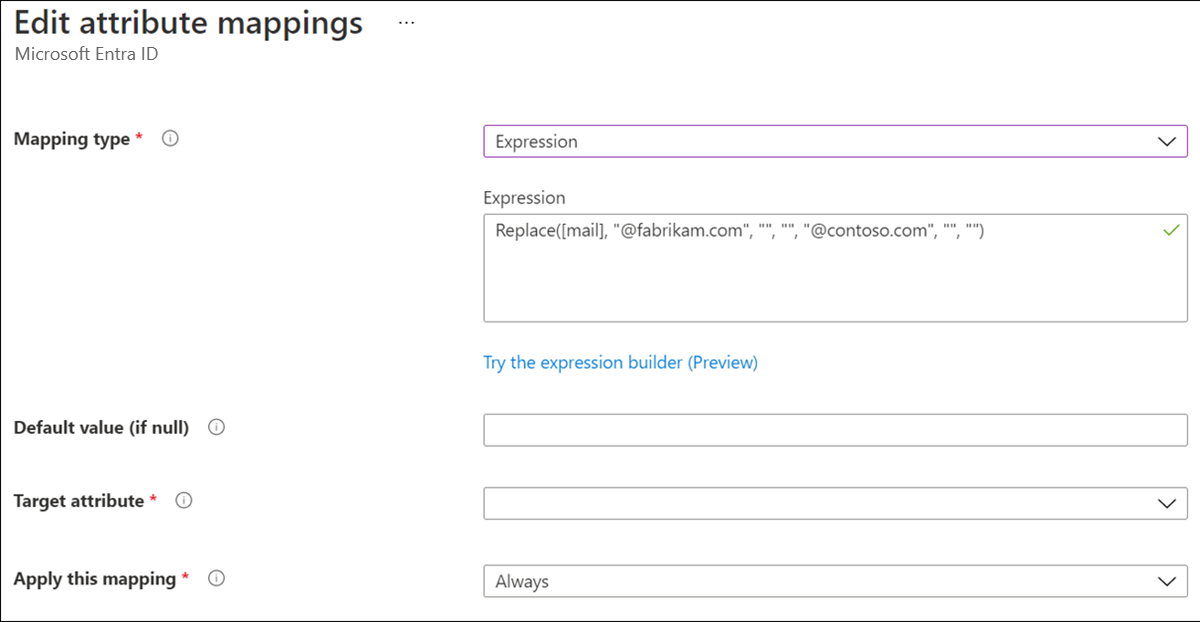 Edit attribute mappings ...
Microsoft Entra ID
Mapping type *
Expression
Expression
Replace([mail], "@fabrikam.com", "", "", "@contoso.com", "", "")
Try the expression builder (Preview)
Default value (if null)
Target attribute *
Apply this mapping *
Always